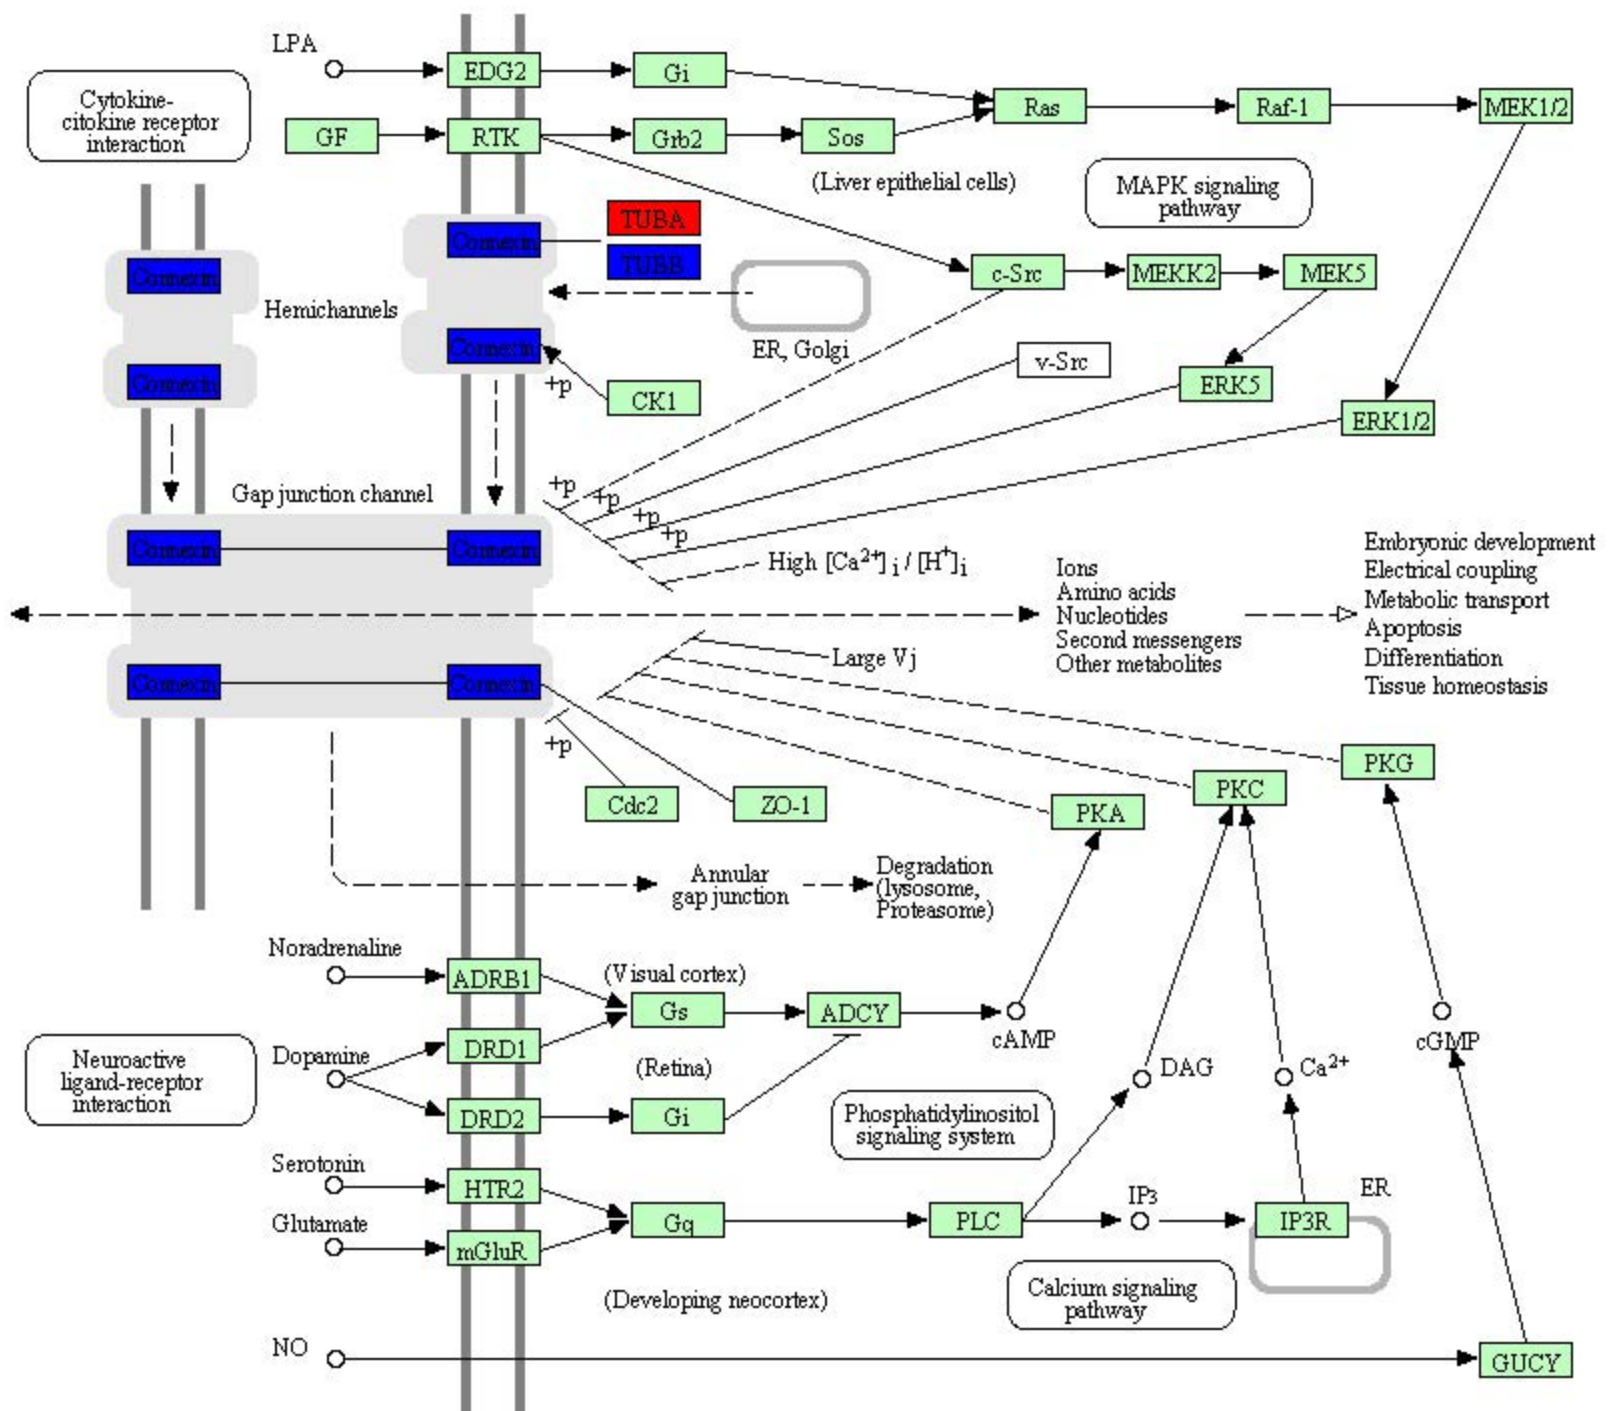 LPA
EDG2
Gi
Cytokine-
citokine receptor
interaction
GF
RTK
Grb2
Sos
Ras
Raf-1
MEK1/2
(Liver epithelial cells)
MAPK signaling
pathway
Connexin
TUBA
TUBB
Connexin
Hemichannels
c-Src
MEKK2
MEK5
Connexin
ER, Golgi
v-Src
Connexin
+p
CK1
ERK5
ERK1/2
Gap junction channel
+p
+p
+p
+p
Connexin
Connexin
High [Ca2+] i / [H+] i
Ions
Amino acids
Nucleotides
Second messengers
Other metabolites
Embryonic development
Electrical coupling
Metabolic transport
Apoptosis
Differentiation
Tissue homeostasis
Large Vj
Connexin
Connexin
+p
Cdc2
ZO-1
PKA
PKC
PKG
Annular
gap junction
Degradation
(lysosome,
Proteasome)
Noradrenaline
ADRB1
(Visual cortex)
Gs
ADCY
cAMP
cGMP
Neuroactive
ligand-receptor
interaction
Dopamine
DRD1
(Retina)
DRD2
Gi
DAG
Ca2+
Phosphatidylinositol
signaling system
Serotonin
HTR2
Glutamate
mGluR
Gq
PLC
IP3
IP3R
ER
(Developing neocortex)
Calcium signaling
pathway
NO
GUCY